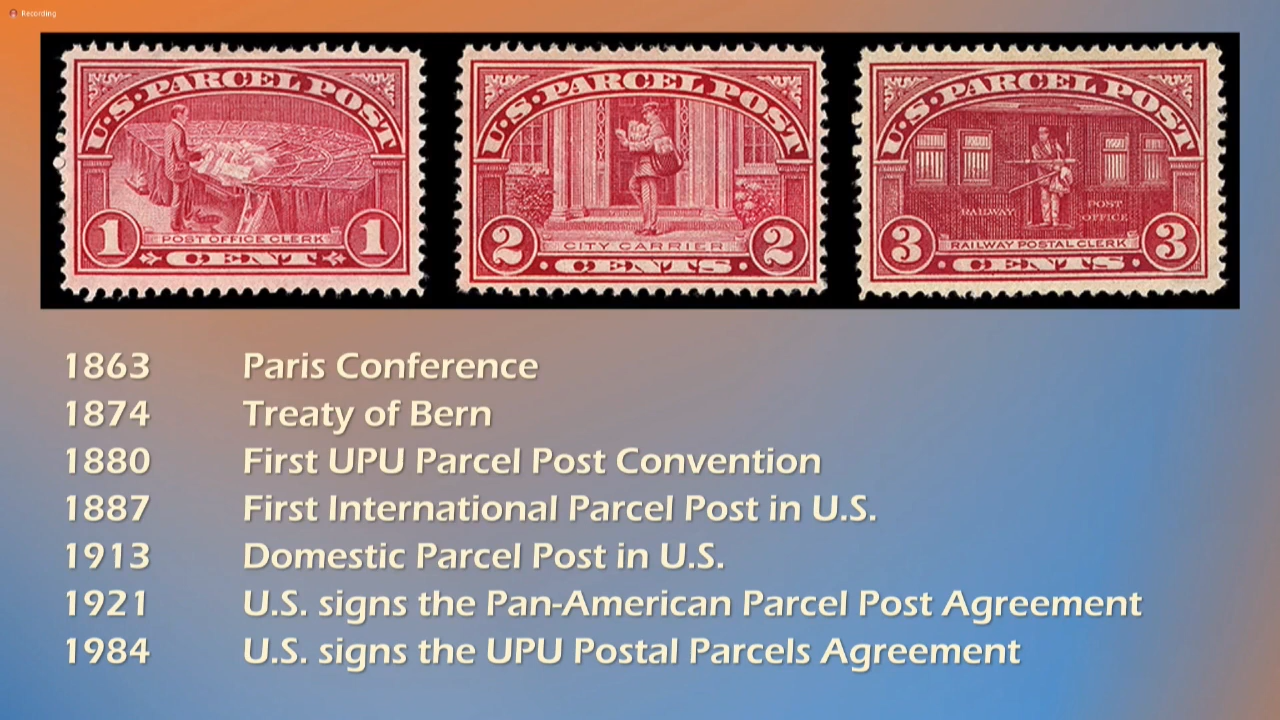 Recording
U.S. PARCEL POST
1 POST OFFICE CLERK 1
CENT
U.S. PARCEL POST
2 CITY CARRIER 2
CENTS
U.S. PARCEL POST
RAILWAY POST OFFICE
3 RAILWAY POSTAL CLERK 3
CENTS
1863 Paris Conference
1874 Treaty of Bern
1880 First UPU Parcel Post Convention
1887 First International Parcel Post in U.S.
1913 Domestic Parcel Post in U.S.
1921 U.S. signs the Pan-American Parcel Post Agreement
1984 U.S. signs the UPU Postal Parcels Agreement